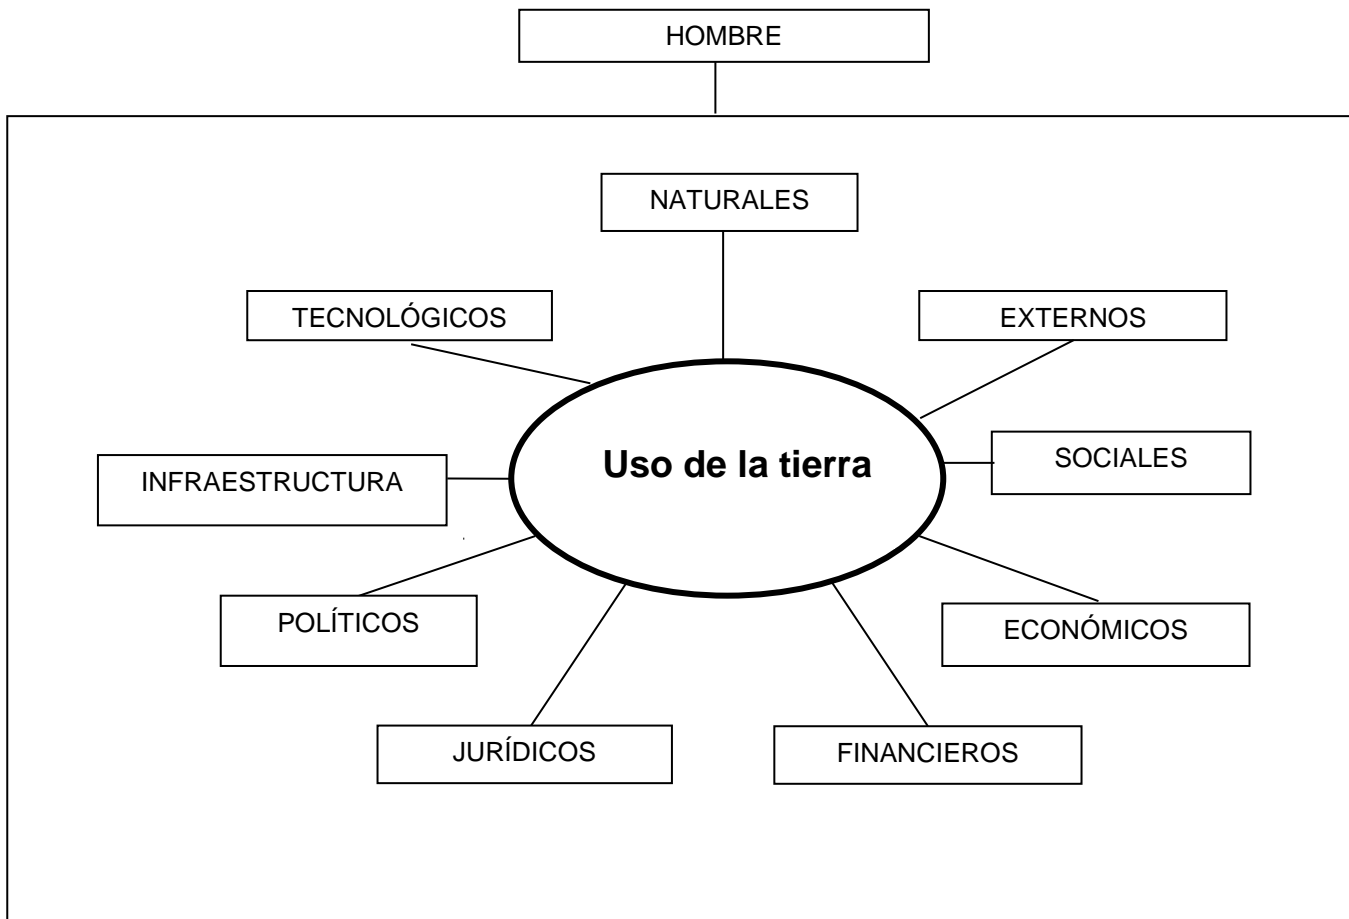 HOMBRE
NATURALES
TECNOLÓGICOS
EXTERNOS
Uso de la tierra
SOCIALES
INFRAESTRUCTURA
POLÍTICOS
ECONÓMICOS
JURÍDICOS
FINANCIEROS